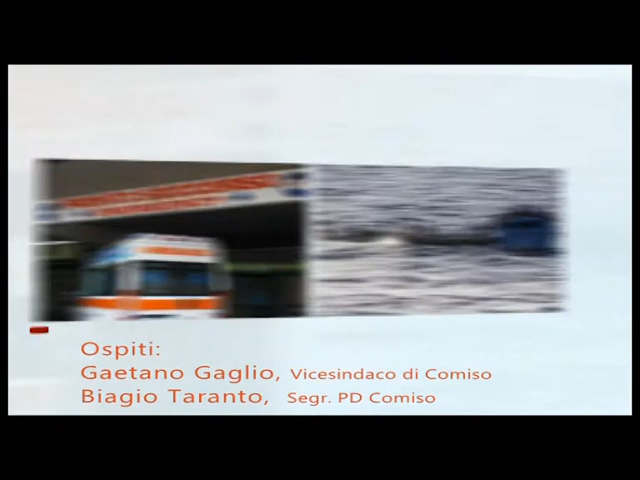 Ospiti:
Gaetano Gaglio, Vicesindaco di Comiso
Biagio Taranto, Segr. PD Comiso